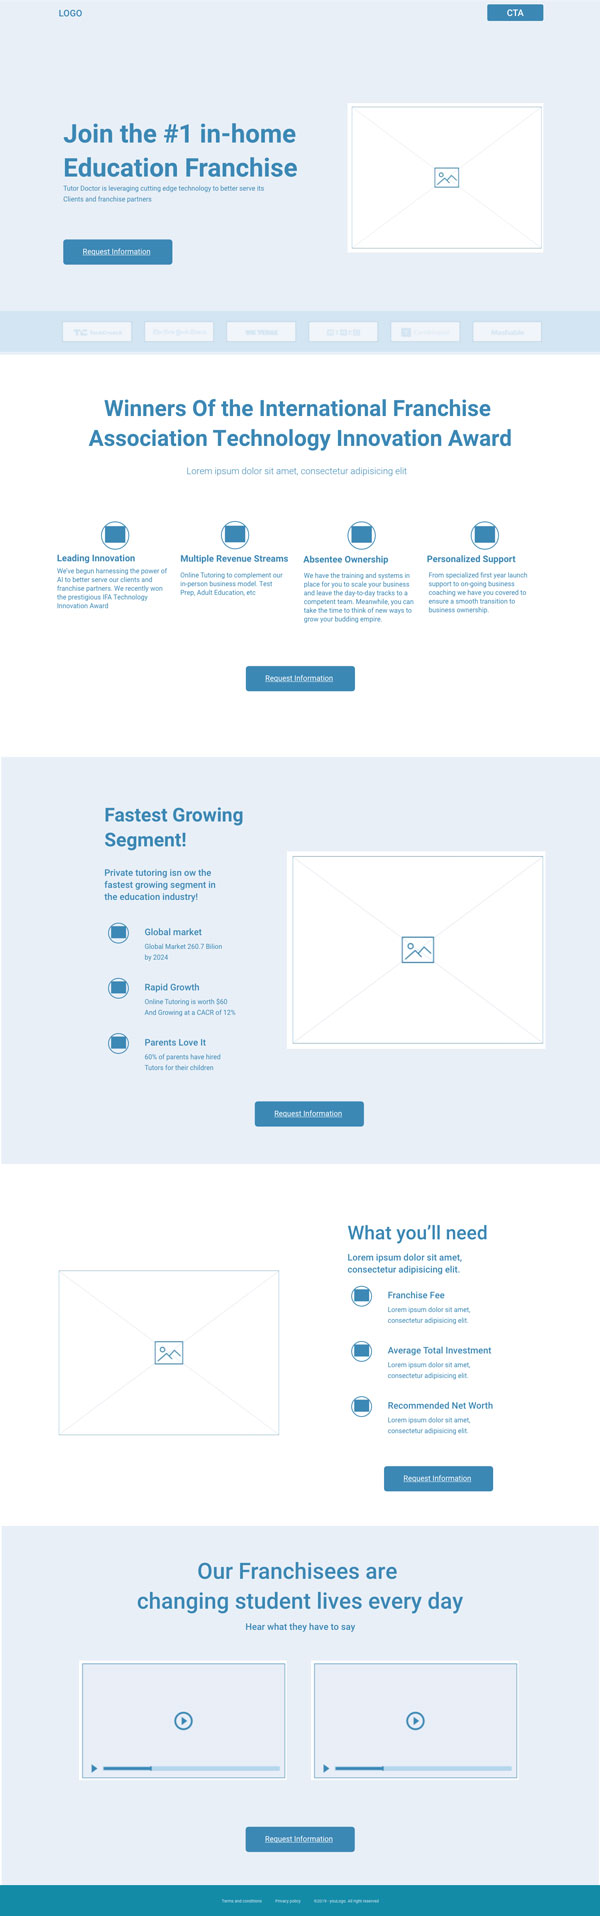 LOGO
CTA
Join the #1 in-home
Education Franchise
Tutor Doctor is leveraging cutting edge technology to better serve its
Clients and franchise partners
Request Information
TechCrunch
Mashable
Winners Of the International Franchise
Association Technology Innovation Award
Lorem ipsum dolor sit amet, consectetur adipisicing elit
Leading Innovation
We've begun harnessing the power of
AI to better serve our clients and
franchise partners. We recently won
the prestigious IFA Technology
Innovation Award
Multiple Revenue Streams
Online Tutoring to complement our
in-person business model. Test
Prep, Adult Education, etc
Absentee Ownership
We have the training and systems in
place for you to scale your business
and leave the day-to-day tracks to a
competent team. Meanwhile, you can
take the time to think of new ways to
grow your budding empire.
Personalized Support
From specialized first year launch
support to on-going business
coaching we have you covered to
ensure a smooth transition to
business ownership.
Request Information
Fastest Growing
Segment!
Private tutoring isn ow the
fastest growing segment in
the education industry!
Global market
Global Market 260.7 Bilion
by 2024
Rapid Growth
Online Tutoring is worth $60
And Growing at a CACR of 12%
Parents Love It
60% of parents have hired
Tutors for their children
Request Information
What you'll need
Lorem ipsum dolor sit amet,
consectetur adipisicing elit.
Franchise Fee
Lorem ipsum dolor sit amet,
consectetur adipisicing elit.
Average Total Investment
Lorem ipsum dolor sit amet,
consectetur adipisicing elit.
Recommended Net Worth
Lorem ipsum dolor sit amet,
consectetur adipisicing elit.
Request Information
Our Franchisees are
changing student lives every day
Hear what they have to say
Request Information
Terms and conditions
Privacy policy
©2019 - yourLogo. All right reserved